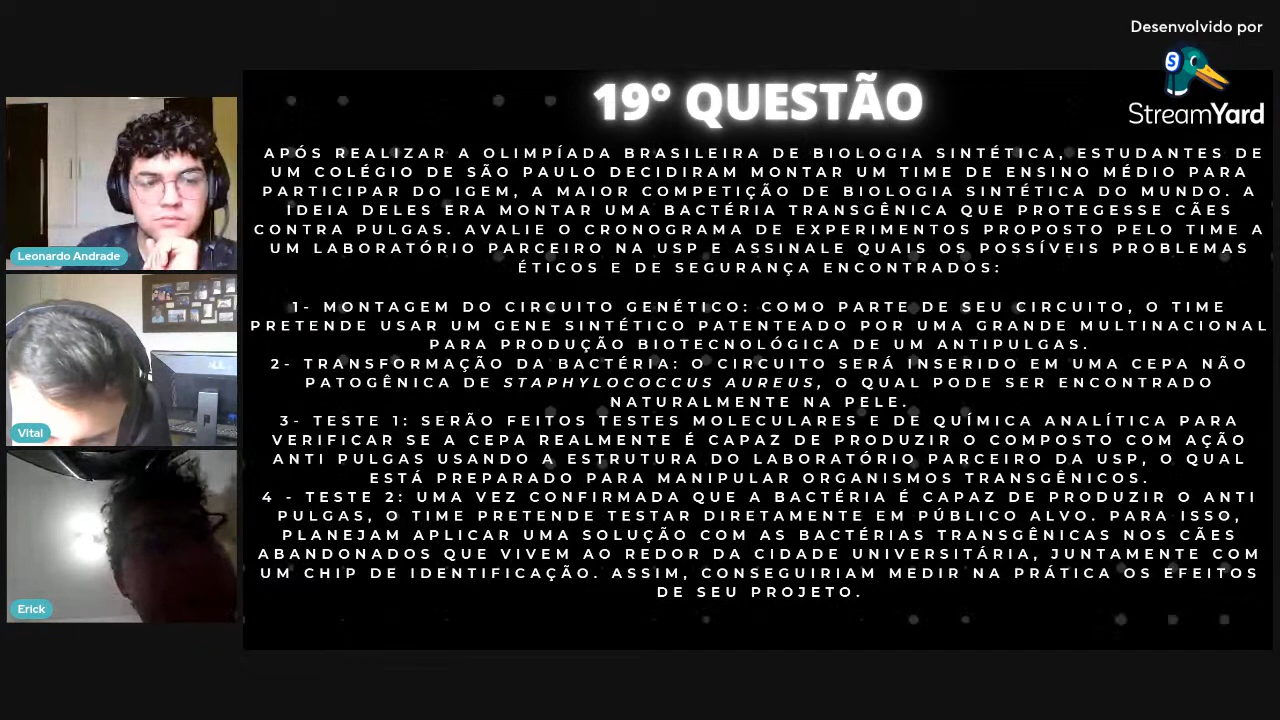 Desenvolvido por
StreamYard
19° QUESTÃO
APÓS REALIZAR A OLIMPÍADA BRASILEIRA DE BIOLOGIA SINTÉTICA, ESTUDANTES DE
UM COLÉGIO DE SÃO PAULO DECIDIRAM MONTAR UM TIME DE ENSINO MÉDIO PARA
PARTICIPAR DO IGEM, A MAIOR COMPETIÇÃO DE BIOLOGIA SINTÉTICA DO MUNDO. A
IDEIA DELES ERA MONTAR UMA BACTÉRIA TRANSGÊNICA QUE PROTEGESSE CÃES
CONTRA PULGAS. AVALIE O CRONOGRAMA DE EXPERIMENTOS PROPOSTO PELO TIME A
UM LABORATÓRIO PARCEIRO NA USP E ASSINALE QUAIS OS POSSÍVEIS PROBLEMAS
ÉTICOS E DE SEGURANÇA ENCONTRADOS:
1- MONTAGEM DO CIRCUITO GENÉTICO: COMO PARTE DE SEU CIRCUITO, O TIME
PRETENDE USAR UM GENE SINTÉTICO PATENTEADO POR UMA GRANDE MULTINACIONAL
PARA PRODUÇÃO BIOTECNOLÓGICA DE UM ANTIPULGAS.
2- TRANSFORMAÇÃO DA BACTÉRIA: O CIRCUITO SERÁ INSERIDO EM UMA CEPA NÃO
PATOGÊNICA DE STAPHYLOCOCCUS AUREUS, O QUAL PODE SER ENCONTRADO
NATURALMENTE NA PELE.
3- TESTE 1: SERÃO FEITOS TESTES MOLECULARES E DE QUÍMICA ANALÍTICA PARA
VERIFICAR SE A CEPA REALMENTE É CAPAZ DE PRODUZIR O COMPOSTO COM AÇÃO
ANTI PULGAS USANDO A ESTRUTURA DO LABORATÓRIO PARCEIRO DA USP, O QUAL
ESTÁ PREPARADO PARA MANIPULAR ORGANISMOS TRANSGÊNICOS.
4 - TESTE 2: UMA VEZ CONFIRMADA QUE A BACTÉRIA É CAPAZ DE PRODUZIR O ANTI
PULGAS, O TIME PRETENDE TESTAR DIRETAMENTE EM PÚBLICO ALVO. PARA ISSO,
PLANEJAM APLICAR UMA SOLUÇÃO COM AS BACTÉRIAS TRANSGÊNICAS NOS CÃES
ABANDONADOS QUE VIVEM AO REDOR DA CIDADE UNIVERSITÁRIA, JUNTAMENTE COM
UM CHIP DE IDENTIFICAÇÃO. ASSIM, CONSEGUIRIAM MEDIR NA PRÁTICA OS EFEITOS
DE SEU PROJETO.
Leonardo Andrade
Vital
Erick